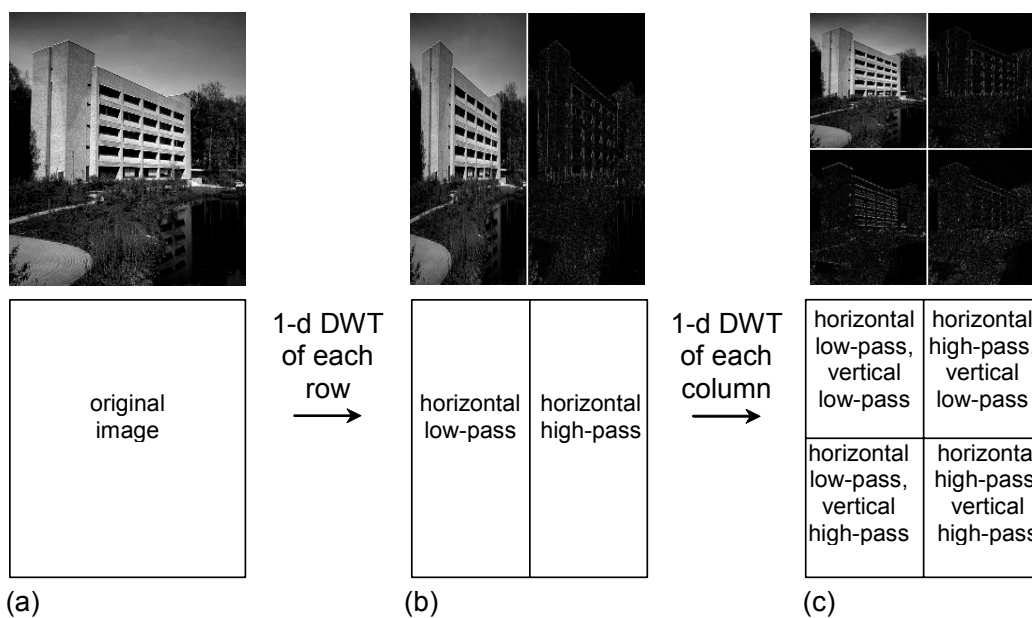 original
image
1-d DWT
of each
row
horizontal
low-pass
horizontal
high-pass
1-d DWT
of each
column
horizontal
low-pass,
vertical
low-pass
horizonta
high-pass
vertical
low-pass
horizontal
low-pass,
vertical
high-pass
horizonta
high-pass
vertical
high-pass
(a)
(b)
(c)